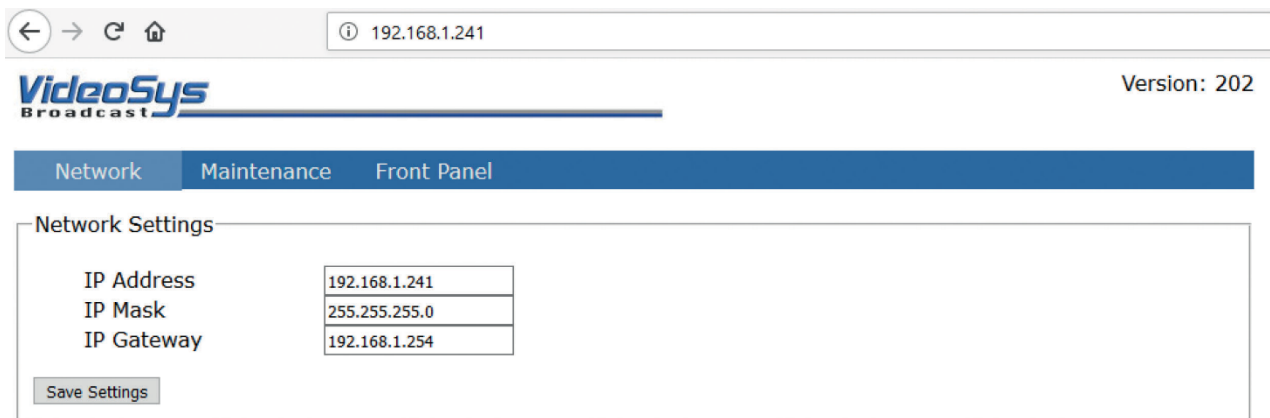 192.168.1.241
VideoSys
Broadcast
Version: 202
Network Maintenance Front Panel
Network Settings
IP Address 192.168.1.241
IP Mask 255.255.255.0
IP Gateway 192.168.1.254
Save Settings